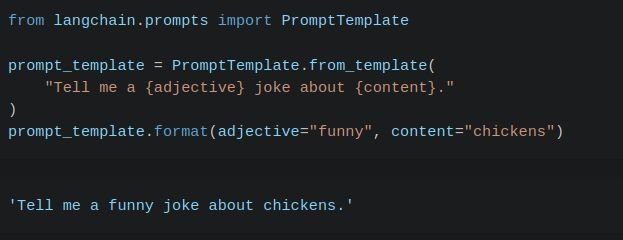 from langchain.prompts import PromptTemplate
prompt_template = PromptTemplate.from_template(
    "Tell me a {adjective} joke about {content}."
)
prompt_template.format(adjective="funny", content="chickens")
'Tell me a funny joke about chickens.'